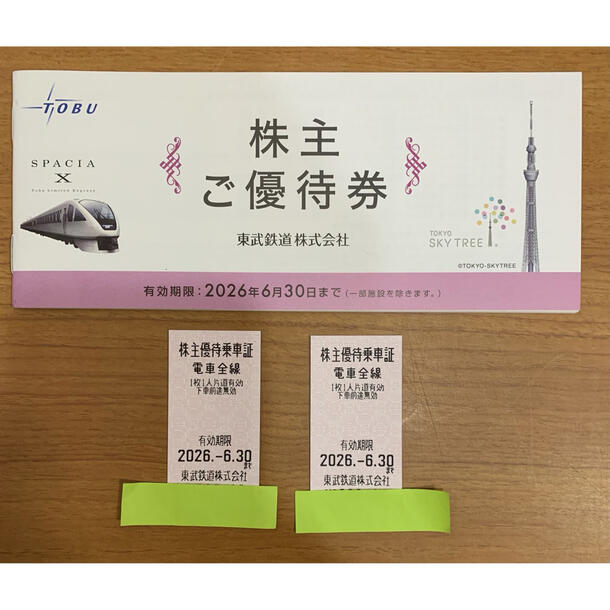 TOBU
SPACIA
X
Tobu Limited Express
株主
ご優待券
東武鉄道株式会社
TOKYO
SKYTREE
©TOKYO-SKYTREE
有効期限：2026年6月30日まで（一部施設を除きます。）
株主優待乗車証
電車全線
1枚1人片道有効
下車前途無効
有効期限
2026.-6.30まで
東武鉄道株式会社
株主優待乗車証
電車全線
1枚1人片道有効
下車前途無効
有効期限
2026.-6.30まで
東武鉄道株式会社